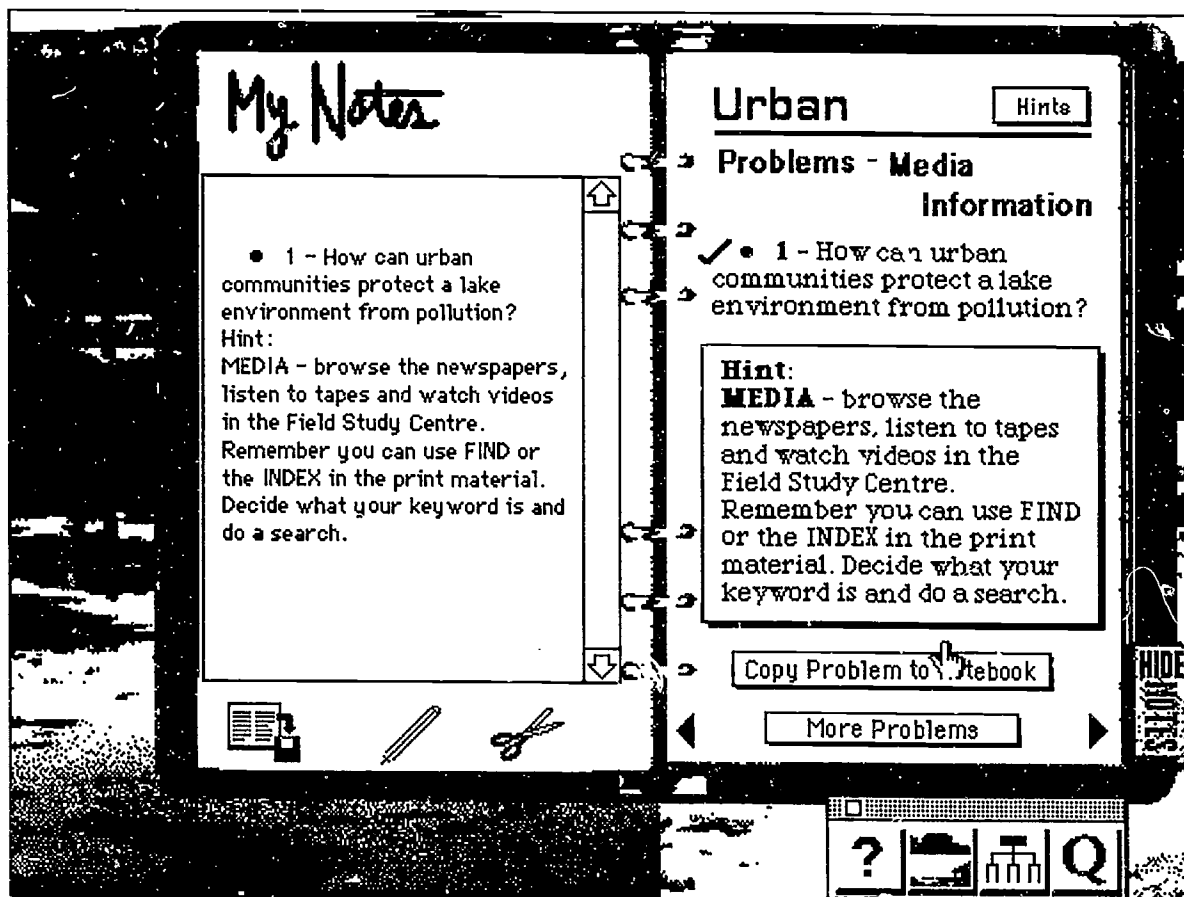 My Notes
● 1 - How can urban
communities protect a lake
environment from pollution?
Hint:
MEDIA - browse the newspapers,
listen to tapes and watch videos
in the Field Study Centre.
Remember you can use FIND or
the INDEX in the print material.
Decide what your keyword is and
do a search.
Urban
Hints
Problems - Media
Information
✓ ● 1 - How can urban
communities protect a lake
environment from pollution?
Hint:
MEDIA - browse the
newspapers, listen to tapes
and watch videos in the
Field Study Centre.
Remember you can use FIND
or the INDEX in the print
material. Decide what your
keyword is and do a search.
Copy Problem to Notebook
More Problems
HIDE
NOTES
? Q